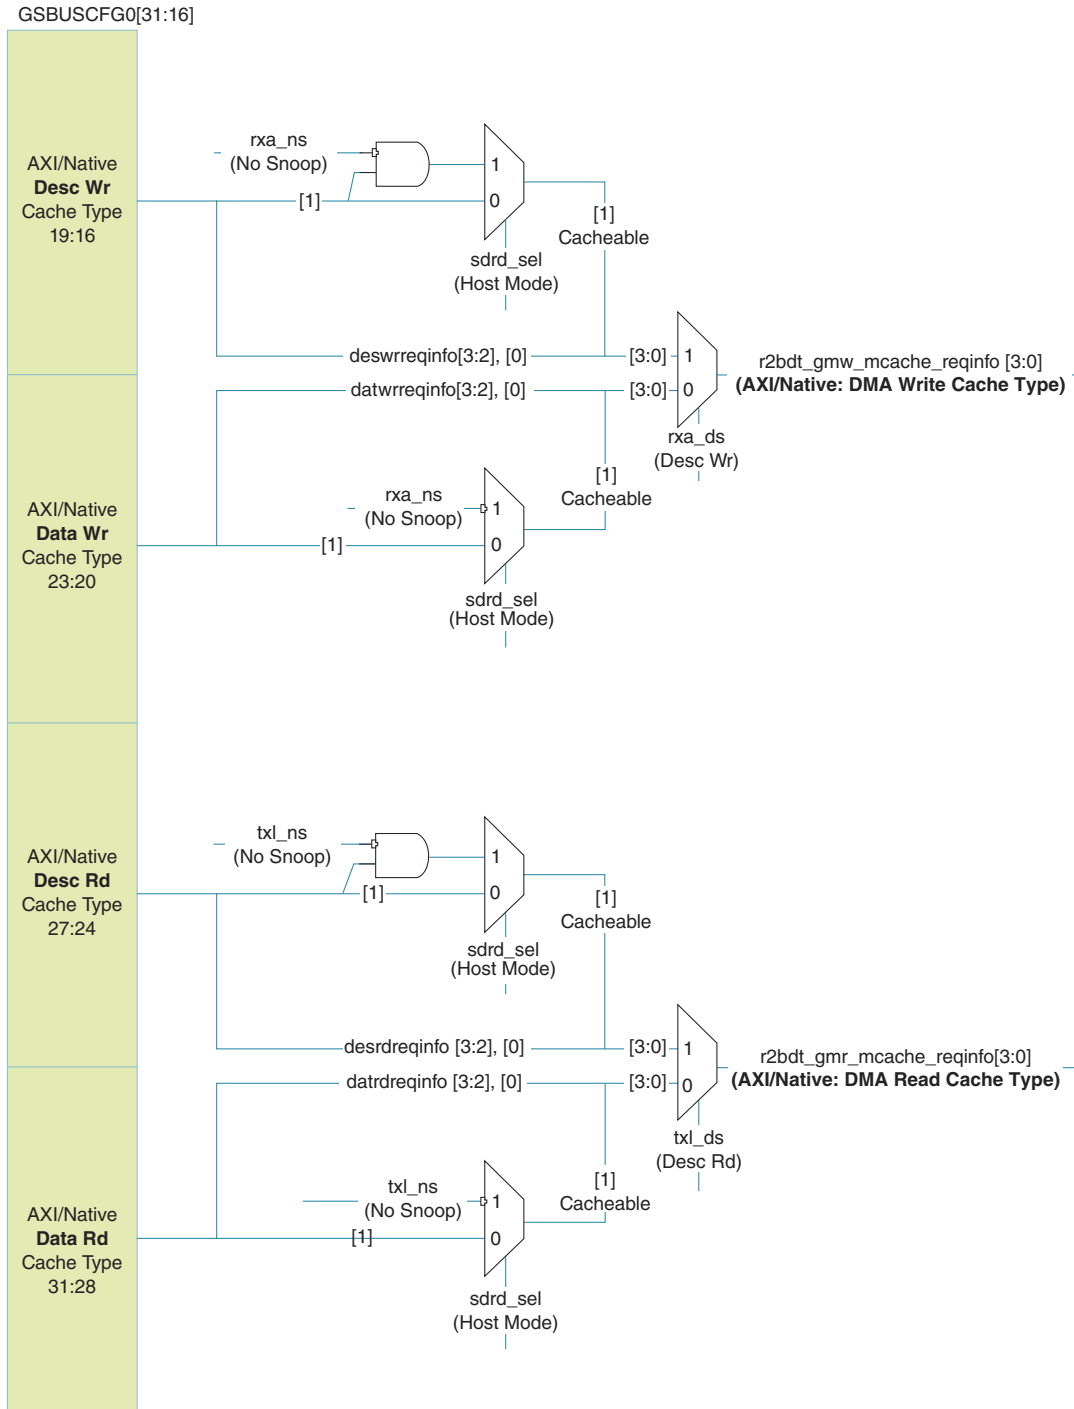 GSBUSCFG0[31:16]
AXI/Native
Desc Wr
Cache Type
19:16
rxa_ns
(No Snoop)
[1]
1
0
sdrd_sel
(Host Mode)
[1]
Cacheable
deswrreqinfo[3:2], [0]
[3:0]
1
datwrreqinfo[3:2], [0]
[3:0]
0
r2bdt_gmw_mcache_reqinfo [3:0]
(AXI/Native: DMA Write Cache Type)
rxa_ds
(Desc Wr)
AXI/Native
Data Wr
Cache Type
23:20
rxa_ns
(No Snoop)
[1]
1
0
sdrd_sel
(Host Mode)
[1]
Cacheable
AXI/Native
Desc Rd
Cache Type
27:24
txl_ns
(No Snoop)
[1]
1
0
sdrd_sel
(Host Mode)
[1]
Cacheable
desrdreqinfo [3:2], [0]
[3:0]
1
datrdreqinfo [3:2], [0]
[3:0]
0
r2bdt_gmr_mcache_reqinfo[3:0]
(AXI/Native: DMA Read Cache Type)
txl_ds
(Desc Rd)
AXI/Native
Data Rd
Cache Type
31:28
txl_ns
(No Snoop)
[1]
1
0
sdrd_sel
(Host Mode)
[1]
Cacheable